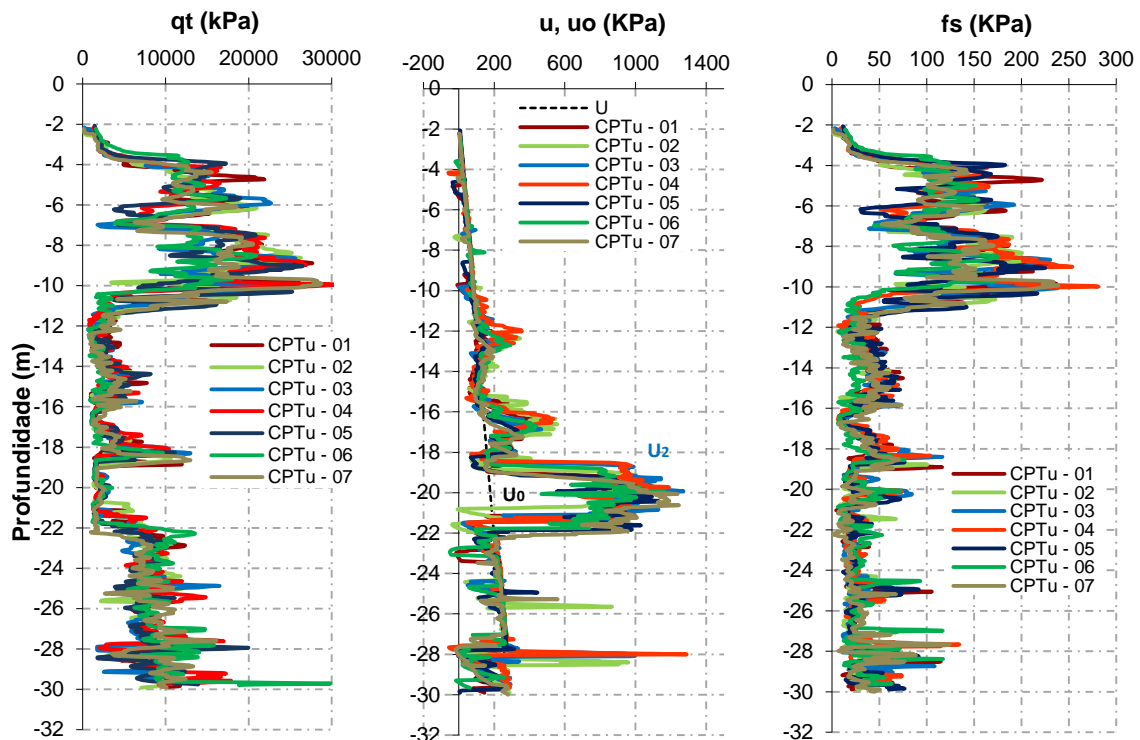 qt (kPa)
0 10000 20000 30000
0
-2
-4
-6
-8
-10
-12
-14
-16
-18
-20
-22
-24
-26
-28
-30
-32
Profundidade (m)
CPTu - 01
CPTu - 02
CPTu - 03
CPTu - 04
CPTu - 05
CPTu - 06
CPTu - 07
u, uo (KPa)
-200 200 600 1000 1400
0
-2
-4
-6
-8
-10
-12
-14
-16
-18
-20
-22
-24
-26
-28
-30
-32
U
CPTu - 01
CPTu - 02
CPTu - 03
CPTu - 04
CPTu - 05
CPTu - 06
CPTu - 07
U2
U0
fs (KPa)
0 50 100 150 200 250 300
0
-2
-4
-6
-8
-10
-12
-14
-16
-18
-20
-22
-24
-26
-28
-30
-32
CPTu - 01
CPTu - 02
CPTu - 03
CPTu - 04
CPTu - 05
CPTu - 06
CPTu - 07